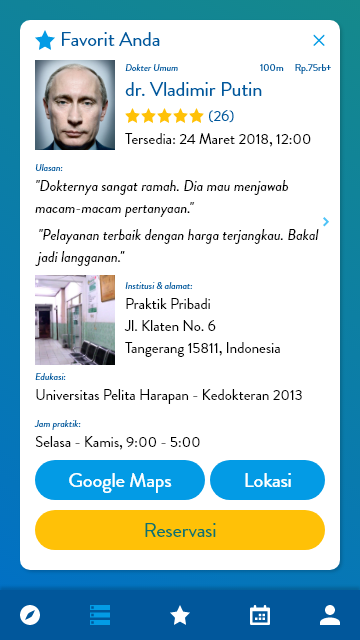 Favorit Anda
Dokter Umum 100m Rp.75rb+
dr. Vladimir Putin
(26)
Tersedia: 24 Maret 2018, 12:00
Ulasan:
"Dokternya sangat ramah. Dia mau menjawab
macam-macam pertanyaan."
"Pelayanan terbaik dengan harga terjangkau. Bakal
jadi langganan."
Institusi & alamat:
Praktik Pribadi
Jl. Klaten No. 6
Tangerang 15811, Indonesia
Edukasi:
Universitas Pelita Harapan - Kedokteran 2013
Jam praktik:
Selasa - Kamis, 9:00 - 5:00
Google Maps Lokasi
Reservasi